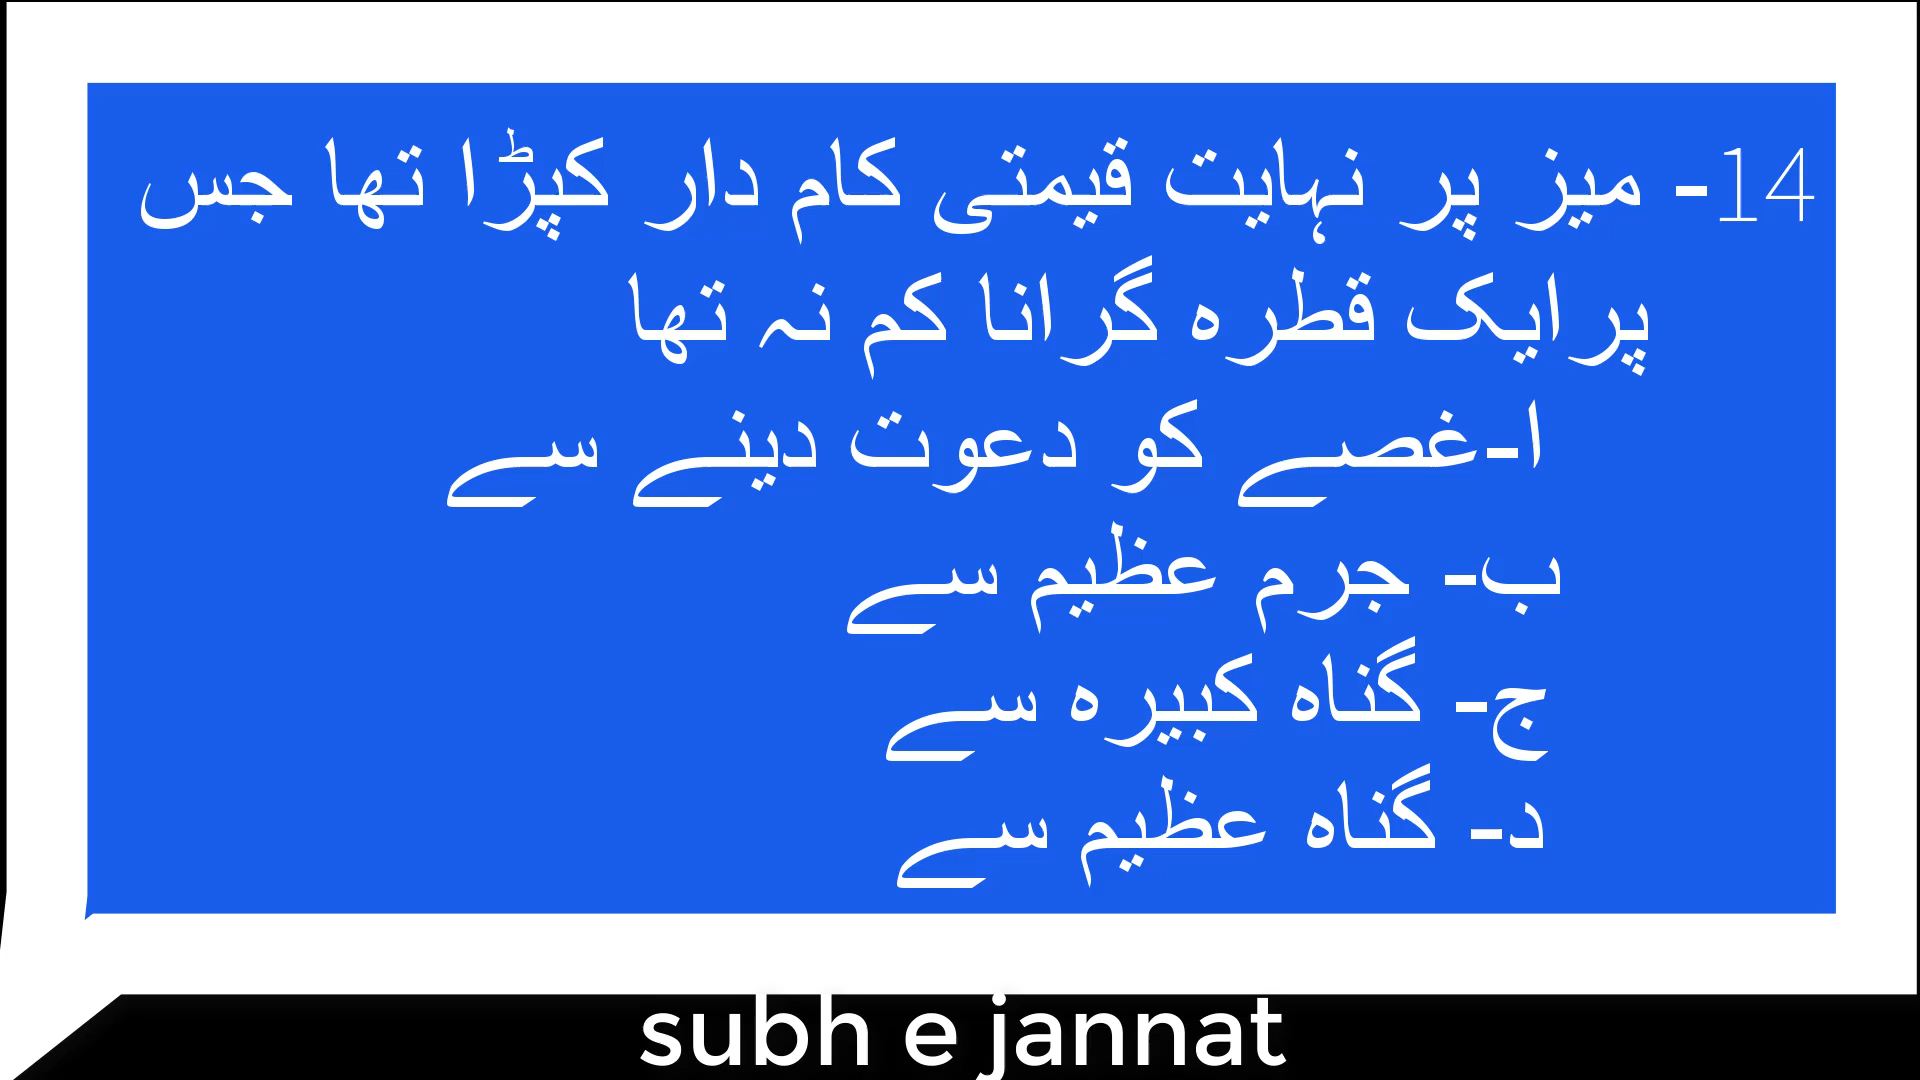 14- میز پر نہایت قیمتی کام دار کپڑا تھا جس
پرایک قطرہ گرانا کم نہ تھا
ا-غصے کو دعوت دینے سے
ب- جرم عظیم سے
ج- گناہ کبیرہ سے
د- گناہ عظیم سے
subh e jannat